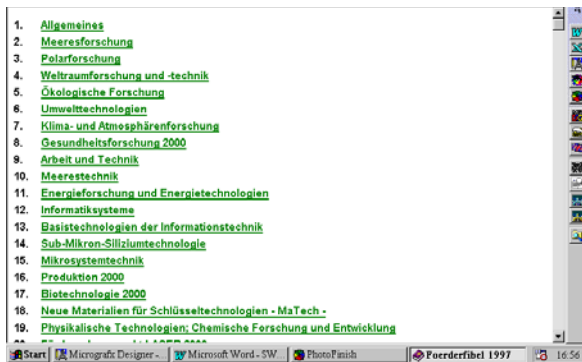 1. Allgemeines
2. Meeresforschung
3. Polarforschung
4. Weltraumforschung und -technik
5. Ökologische Forschung
6. Umwelttechnologien
7. Klima- und Atmosphärenforschung
8. Gesundheitsforschung 2000
9. Arbeit und Technik
10. Meerestechnik
11. Energieforschung und Energietechnologien
12. Informatiksysteme
13. Basistechnologien der Informationstechnik
14. Sub-Mikron-Siliziumtechnologie
15. Mikrosystemtechnik
16. Produktion 2000
17. Biotechnologie 2000
18. Neue Materialien für Schlüsseltechnologien - MaTech -
19. Physikalische Technologien; Chemische Forschung und Entwicklung
Start Micrografx Designer -... Microsoft Word - SW... PhotoFinish Foerderfibel 1997 16:56